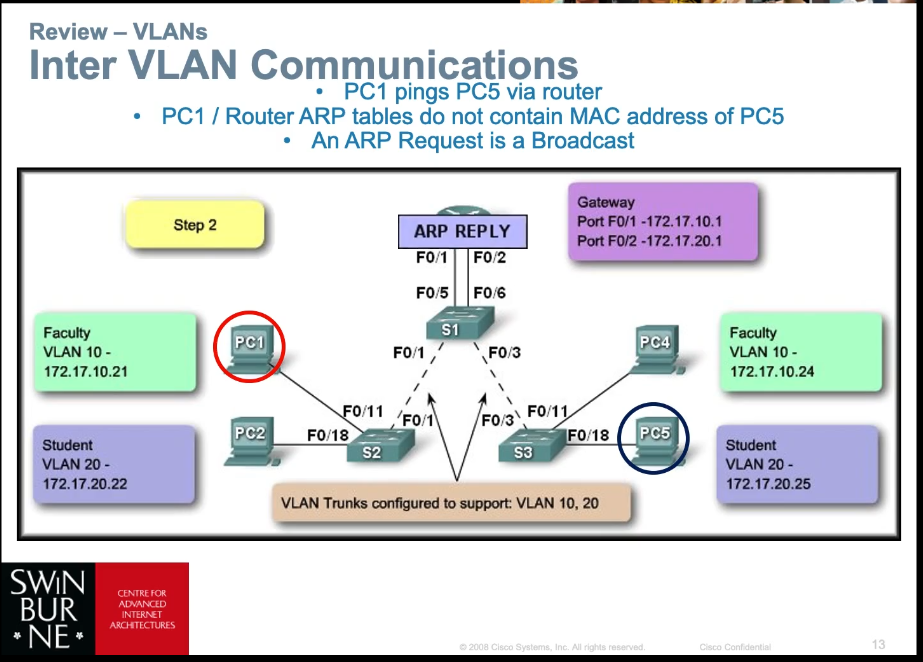 Review – VLANs
Inter VLAN Communications
• PC1 pings PC5 via router
• PC1 / Router ARP tables do not contain MAC address of PC5
• An ARP Request is a Broadcast
Step 2
ARP REPLY
Gateway
Port F0/1 -172.17.10.1
Port F0/2 -172.17.20.1
F0/1
F0/2
F0/5
F0/6
S1
Faculty
VLAN 10 -
172.17.10.21
PC1
F0/1
F0/3
PC4
Faculty
VLAN 10 -
172.17.10.24
F0/11
F0/1
F0/3
F0/11
Student
VLAN 20 -
172.17.20.22
PC2
F0/18
S2
S3
F0/18
PC5
Student
VLAN 20 -
172.17.20.25
VLAN Trunks configured to support: VLAN 10, 20
SWIN
BUR
* NE *
CENTRE FOR
ADVANCED
INTERNET
ARCHITECTURES
© 2008 Cisco Systems, Inc. All rights reserved.
Cisco Confidential
13